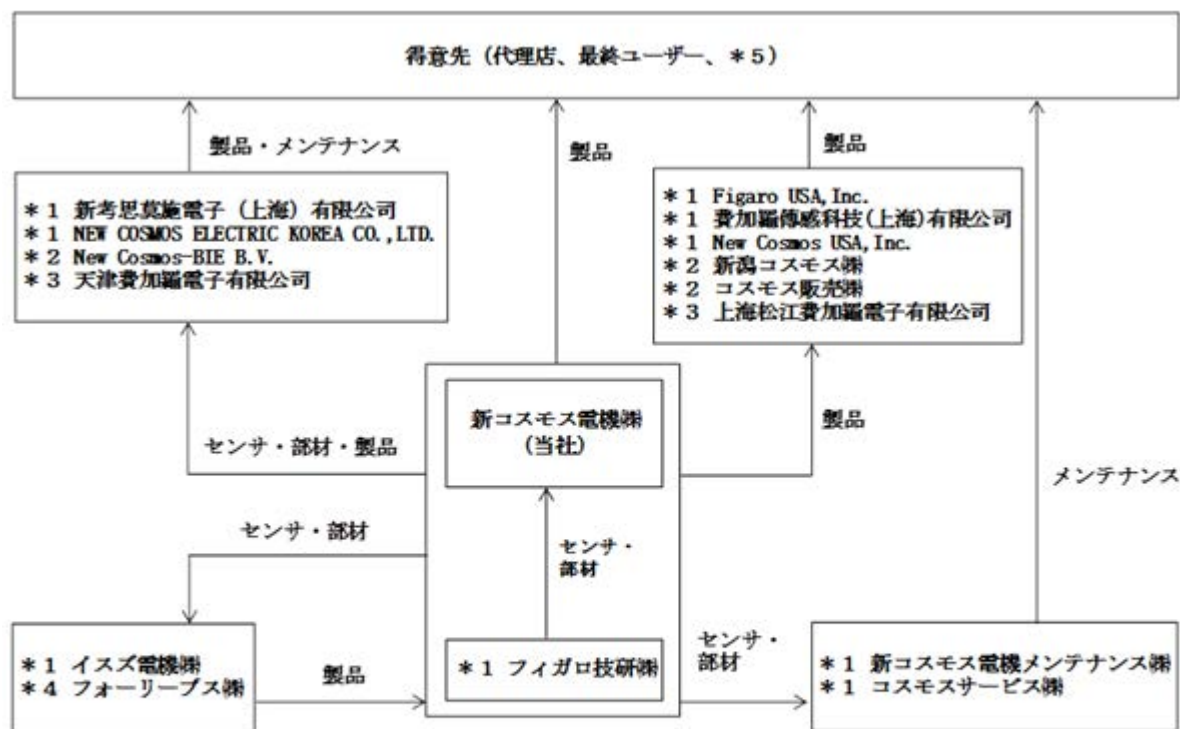 得意先（代理店、最終ユーザー、＊５）
製品・メンテナンス
製品
製品
＊１ 新考思莫施電子（上海）有限公司
＊１ NEW COSMOS ELECTRIC KOREA CO.,LTD.
＊２ New Cosmos-BIE B.V.
＊３ 天津費加羅電子有限公司
＊１ Figaro USA,Inc.
＊１ 費加羅傳感科技(上海)有限公司
＊１ New Cosmos USA,Inc.
＊２ 新潟コスモス㈱
＊２ コスモス販売㈱
＊３ 上海松江費加羅電子有限公司
新コスモス電機㈱
（当社）
製品
センサ・部材・製品
メンテナンス
センサ・部材
センサ・
部材
＊１ イスズ電機㈱
＊４ フォーリーブス㈱
製品
＊１ フィガロ技研㈱
センサ・
部材
＊１ 新コスモス電機メンテナンス㈱
＊１ コスモスサービス㈱